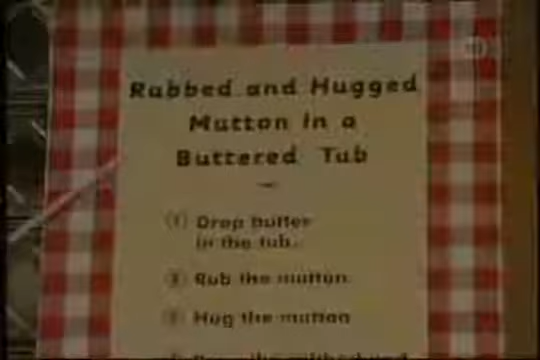 Rubbed and Hugged
Mutton in a
Buttered Tub
① Drop butter
in the tub.
② Rub the mutton
③ Hug the mutton
the